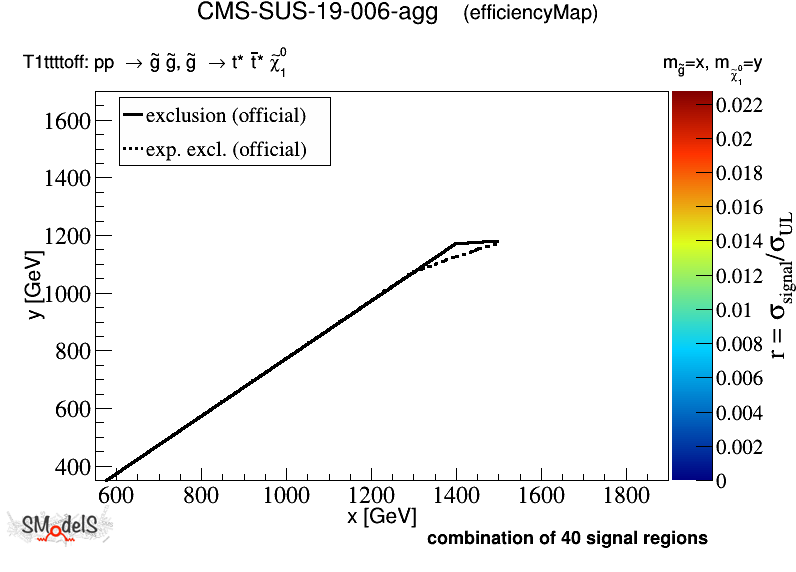 CMS-SUS-19-006-agg (efficiencyMap)
T1ttttoff: pp → g̃ g̃, g̃ → t* t̄* χ̃⁰₁
m_g̃=x, m_χ̃⁰₁=y
exclusion (official)
exp. excl. (official)
1600
1400
1200
1000
800
600
400
y [GeV]
600 800 1000 1200 1400 1600 1800
x [GeV]
0.022
0.02
0.018
0.016
0.014
0.012
0.01
0.008
0.006
0.004
0.002
0
r = σ_signal/σ_UL
SModelS
combination of 40 signal regions